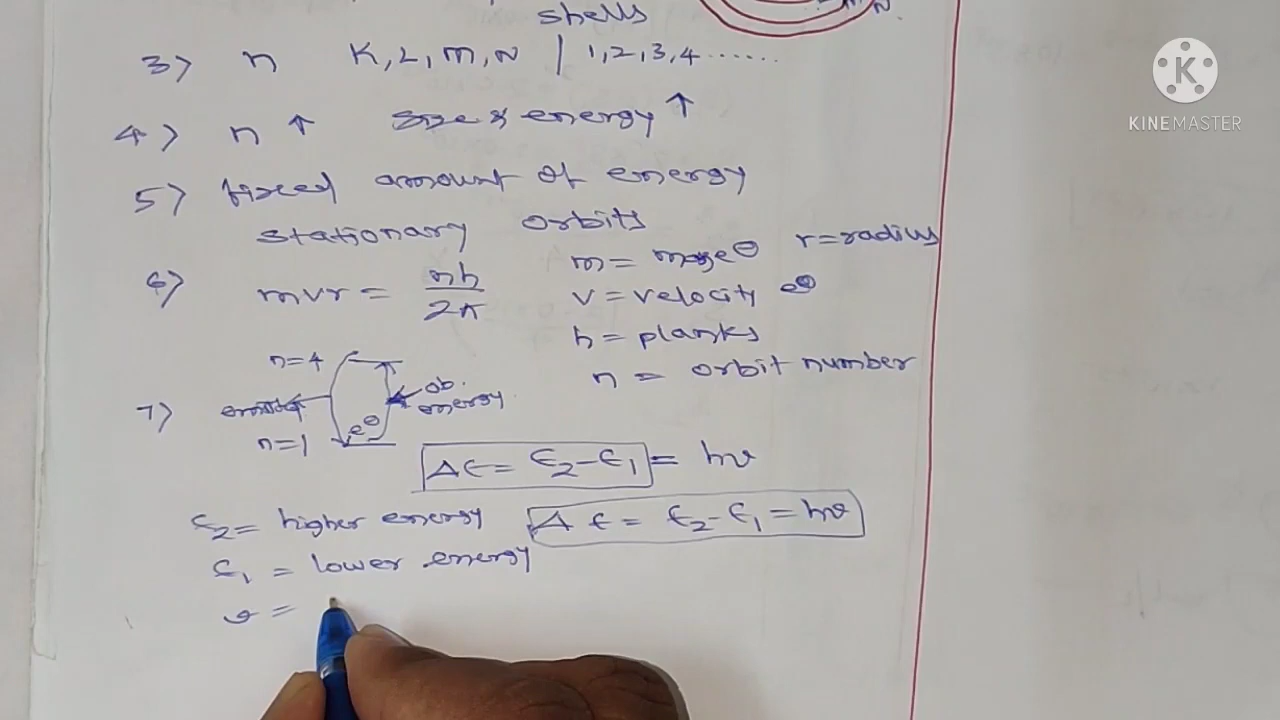 shells
3) n K, L, M, N | 1, 2, 3, 4 ......
K
KINEMASTER
4) n ↑ size & energy ↑
5) fixed amount of energy
stationary orbits
6) mvr = nh / 2π
m = e⊖ r = radius
v = velocity e⊖
h = planks
n = orbit number
7) n=4
ab. energy
e⊖
n=1
ΔE = E2 - E1 = hν
E2 = higher energy
ΔE = E2 - E1 = hν
E1 = lower energy
ν =